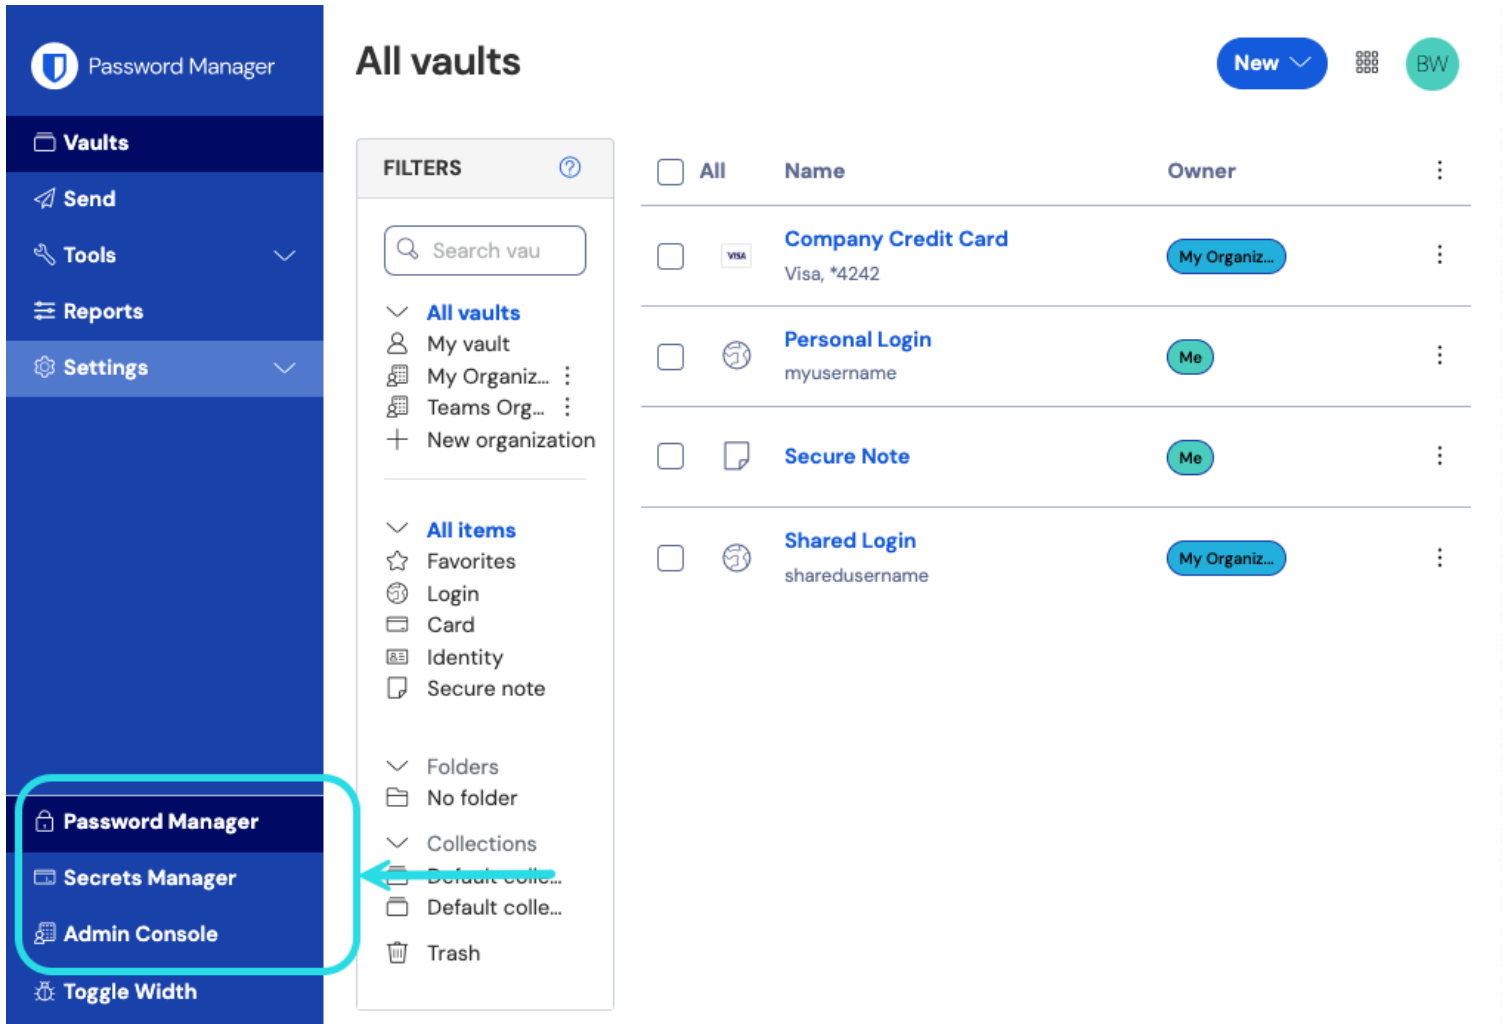 Password Manager
Vaults
Send
Tools
Reports
Settings
Password Manager
Secrets Manager
Admin Console
Toggle Width
All vaults
New
BW
FILTERS
Search vau
All vaults
My vault
My Organiz...
Teams Org...
New organization
All items
Favorites
Login
Card
Identity
Secure note
Folders
No folder
Collections
Default colle...
Default colle...
Trash
All Name Owner
VISA Company Credit Card My Organiz...
Visa, *4242
Personal Login Me
myusername
Secure Note Me
Shared Login My Organiz...
sharedusername